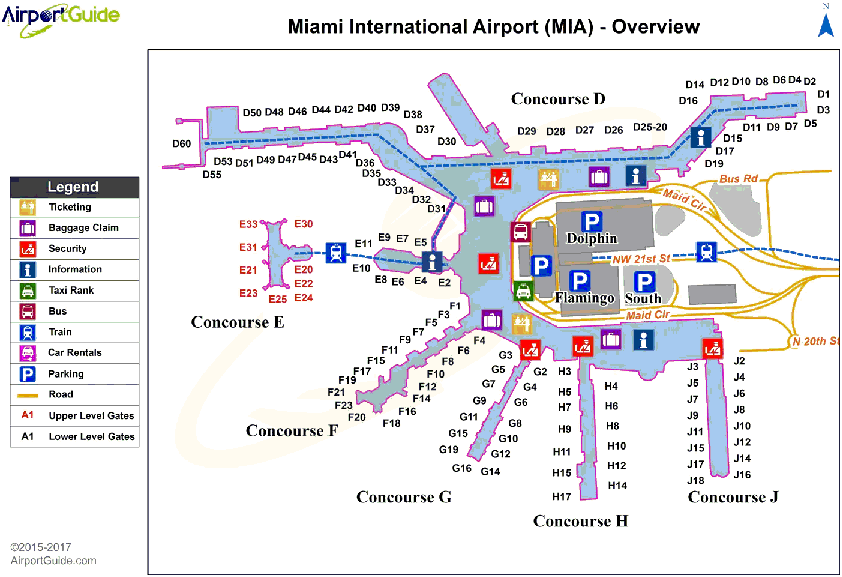 AirportGuide
Miami International Airport (MIA) - Overview
N
Concourse D
D14 D12 D10 D8 D6 D4 D2
D16
D1
D3
D5
D11 D9 D7
D15
D17
D19
D50 D48 D46 D44 D42 D40 D39
D38
D37
D30
D29 D28 D27 D26 D25-20
D60
D55
D53 D51 D49 D47 D45 D43 D41
D36
D35
D33
D34
D32
D31
Bus Rd
Maid Cir
Dolphin
NW 21st St
Flamingo
South
Maid Cir
N 20th St
Legend
Ticketing
Baggage Claim
Security
Information
Taxi Rank
Bus
Train
Car Rentals
Parking
Road
A1 Upper Level Gates
A1 Lower Level Gates
E33 E30
E31
E21 E20
E22
E23 E25 E24
E11 E9 E7 E5
E10 E8 E6 E4 E2
Concourse E
F1
F3
F5
F7
F9
F11
F15
F17
F19
F21
F23
F20
F18
F16
F14
F12
F10
F8
F6
F4
Concourse F
G3
G5
G7
G9
G11
G15
G19
G16
G14
G12
G10
G8
G6
G4
G2
Concourse G
H3
H5
H7
H9
H11
H15
H17
H4
H6
H8
H10
H12
H14
Concourse H
J3
J5
J7
J9
J11
J15
J17
J18
J2
J4
J6
J8
J10
J12
J14
J16
Concourse J
P
P
P
P
©2015-2017
AirportGuide.com